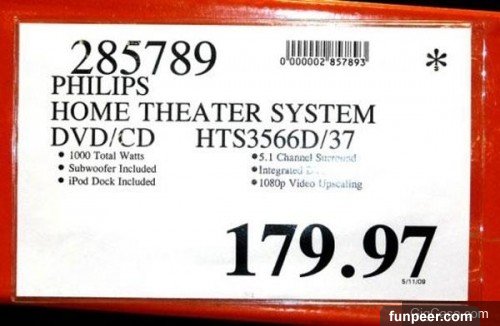 285789
0 000002 857893
*
PHILIPS
HOME THEATER SYSTEM
DVD/CD HTS3566D/37
• 1000 Total Watts
• Subwoofer Included
• iPod Dock Included
• 5.1 Channel Surround
• Integrated
• 1080p Video Upscaling
179.97
5/11/09
funpeer.com